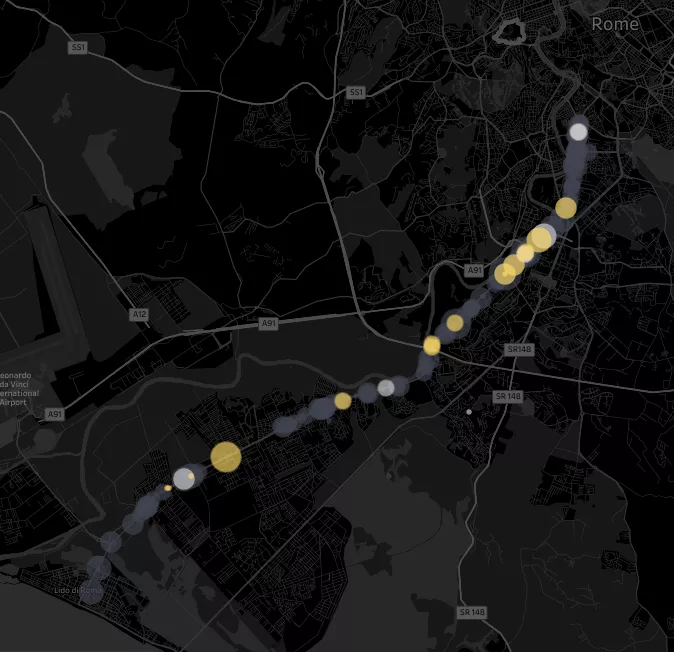 Rome
SS1
SS1
A91
A12
A91
SR148
eonardo
da Vinci
ernational
Airport
SR 148
A91
Lido di Roma
SR 148